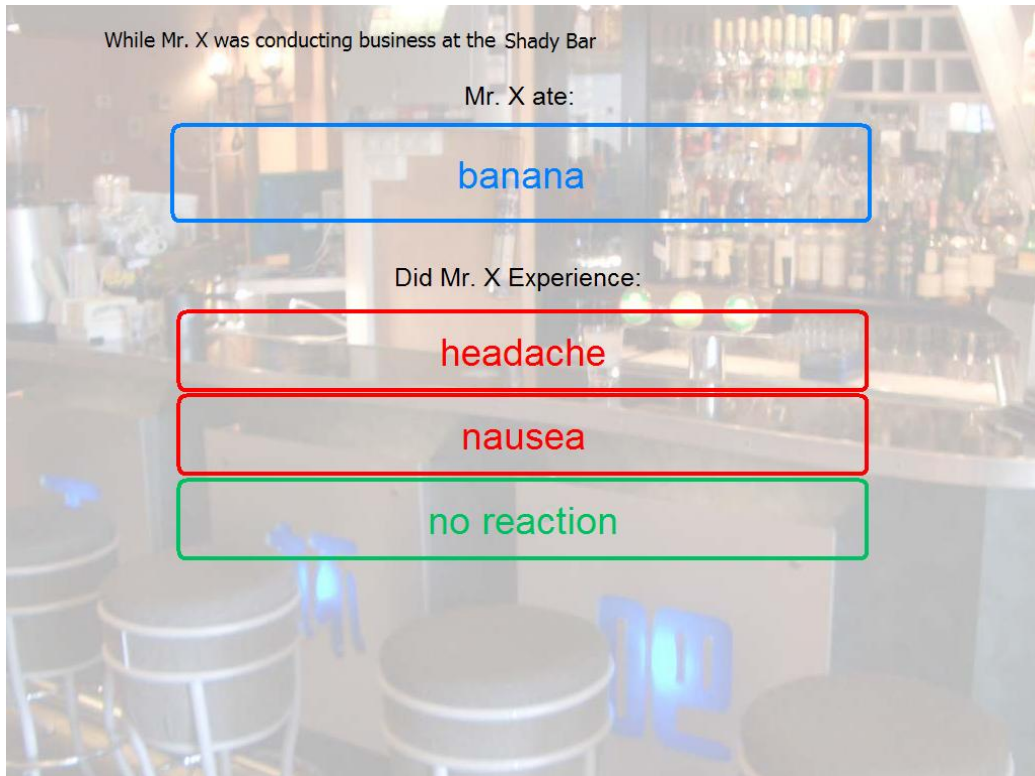 While Mr. X was conducting business at the Shady Bar
Mr. X ate:
banana
Did Mr. X Experience:
headache
nausea
no reaction